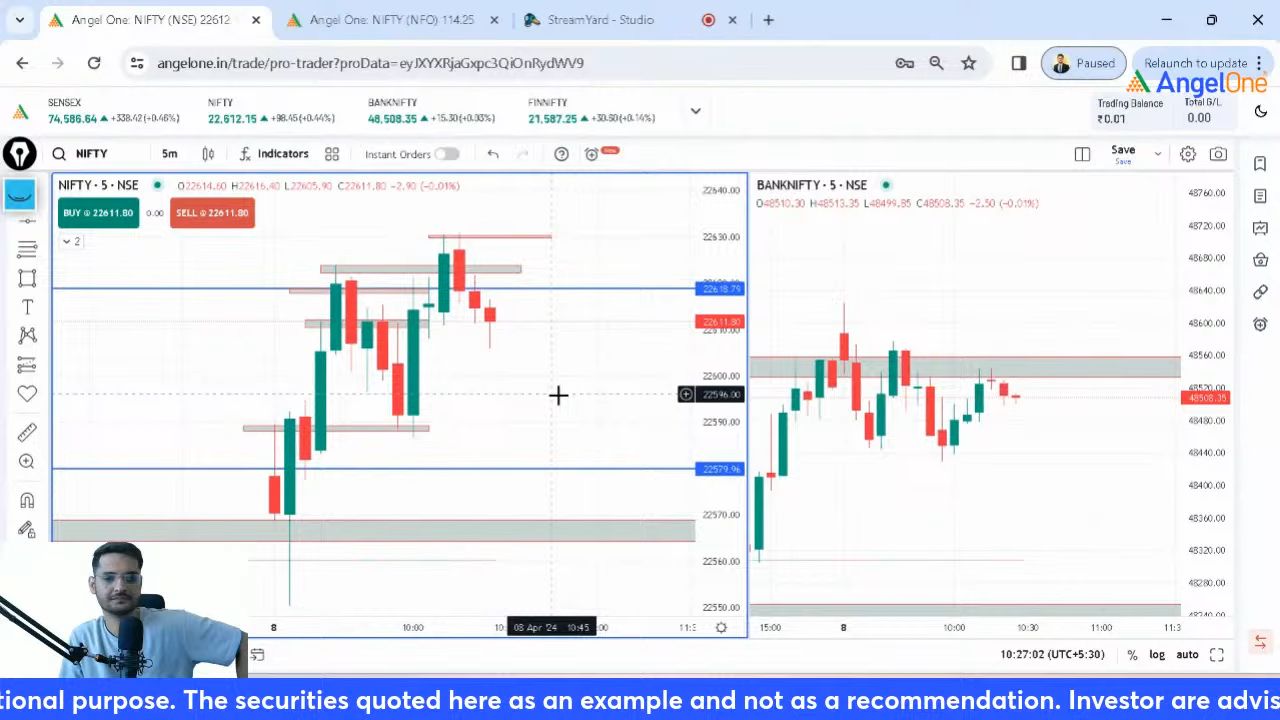 Angel One: NIFTY (NSE) 22612
Angel One: NIFTY (NFO) 114.25
StreamYard - Studio
angelone.in/trade/pro-trader?proData=eyJXYXRjaGxpc3QiOnRydWV9
Paused
Relaunch to update
AngelOne
SENSEX
74,586.64 ▲ +338.42(+0.46%)
NIFTY
22,612.15 ▲ +98.45(+0.44%)
BANKNIFTY
48,508.35 ▲ +15.30(+0.03%)
FINNIFTY
21,587.25 ▲ +30.60(+0.14%)
Trading Balance
₹0.01
Total G/L
0.00
NIFTY
5m
Indicators
Instant Orders
New
Save
Save
NIFTY · 5 · NSE
O22614.60 H22616.40 L22605.90 C22611.80 -2.90 (-0.01%)
BUY @ 22611.80
0.00
SELL @ 22611.80
2
22640.00
22630.00
22618.79
22611.80
22610.00
22600.00
22596.00
22590.00
22579.96
22570.00
22560.00
22550.00
8
10:00
08 Apr '24 10:45
BANKNIFTY · 5 · NSE
O48510.30 H48513.35 L48499.85 C48508.35 -2.50 (-0.01%)
48760.00
48720.00
48680.00
48640.00
48600.00
48560.00
48520.00
48508.35
48480.00
48440.00
48400.00
48360.00
48320.00
48280.00
48240.00
15:00
8
10:00
10:30
11:00
10:27:02 (UTC+5:30)
%
log
auto
tional purpose. The securities quoted here as an example and not as a recommendation. Investor are advis